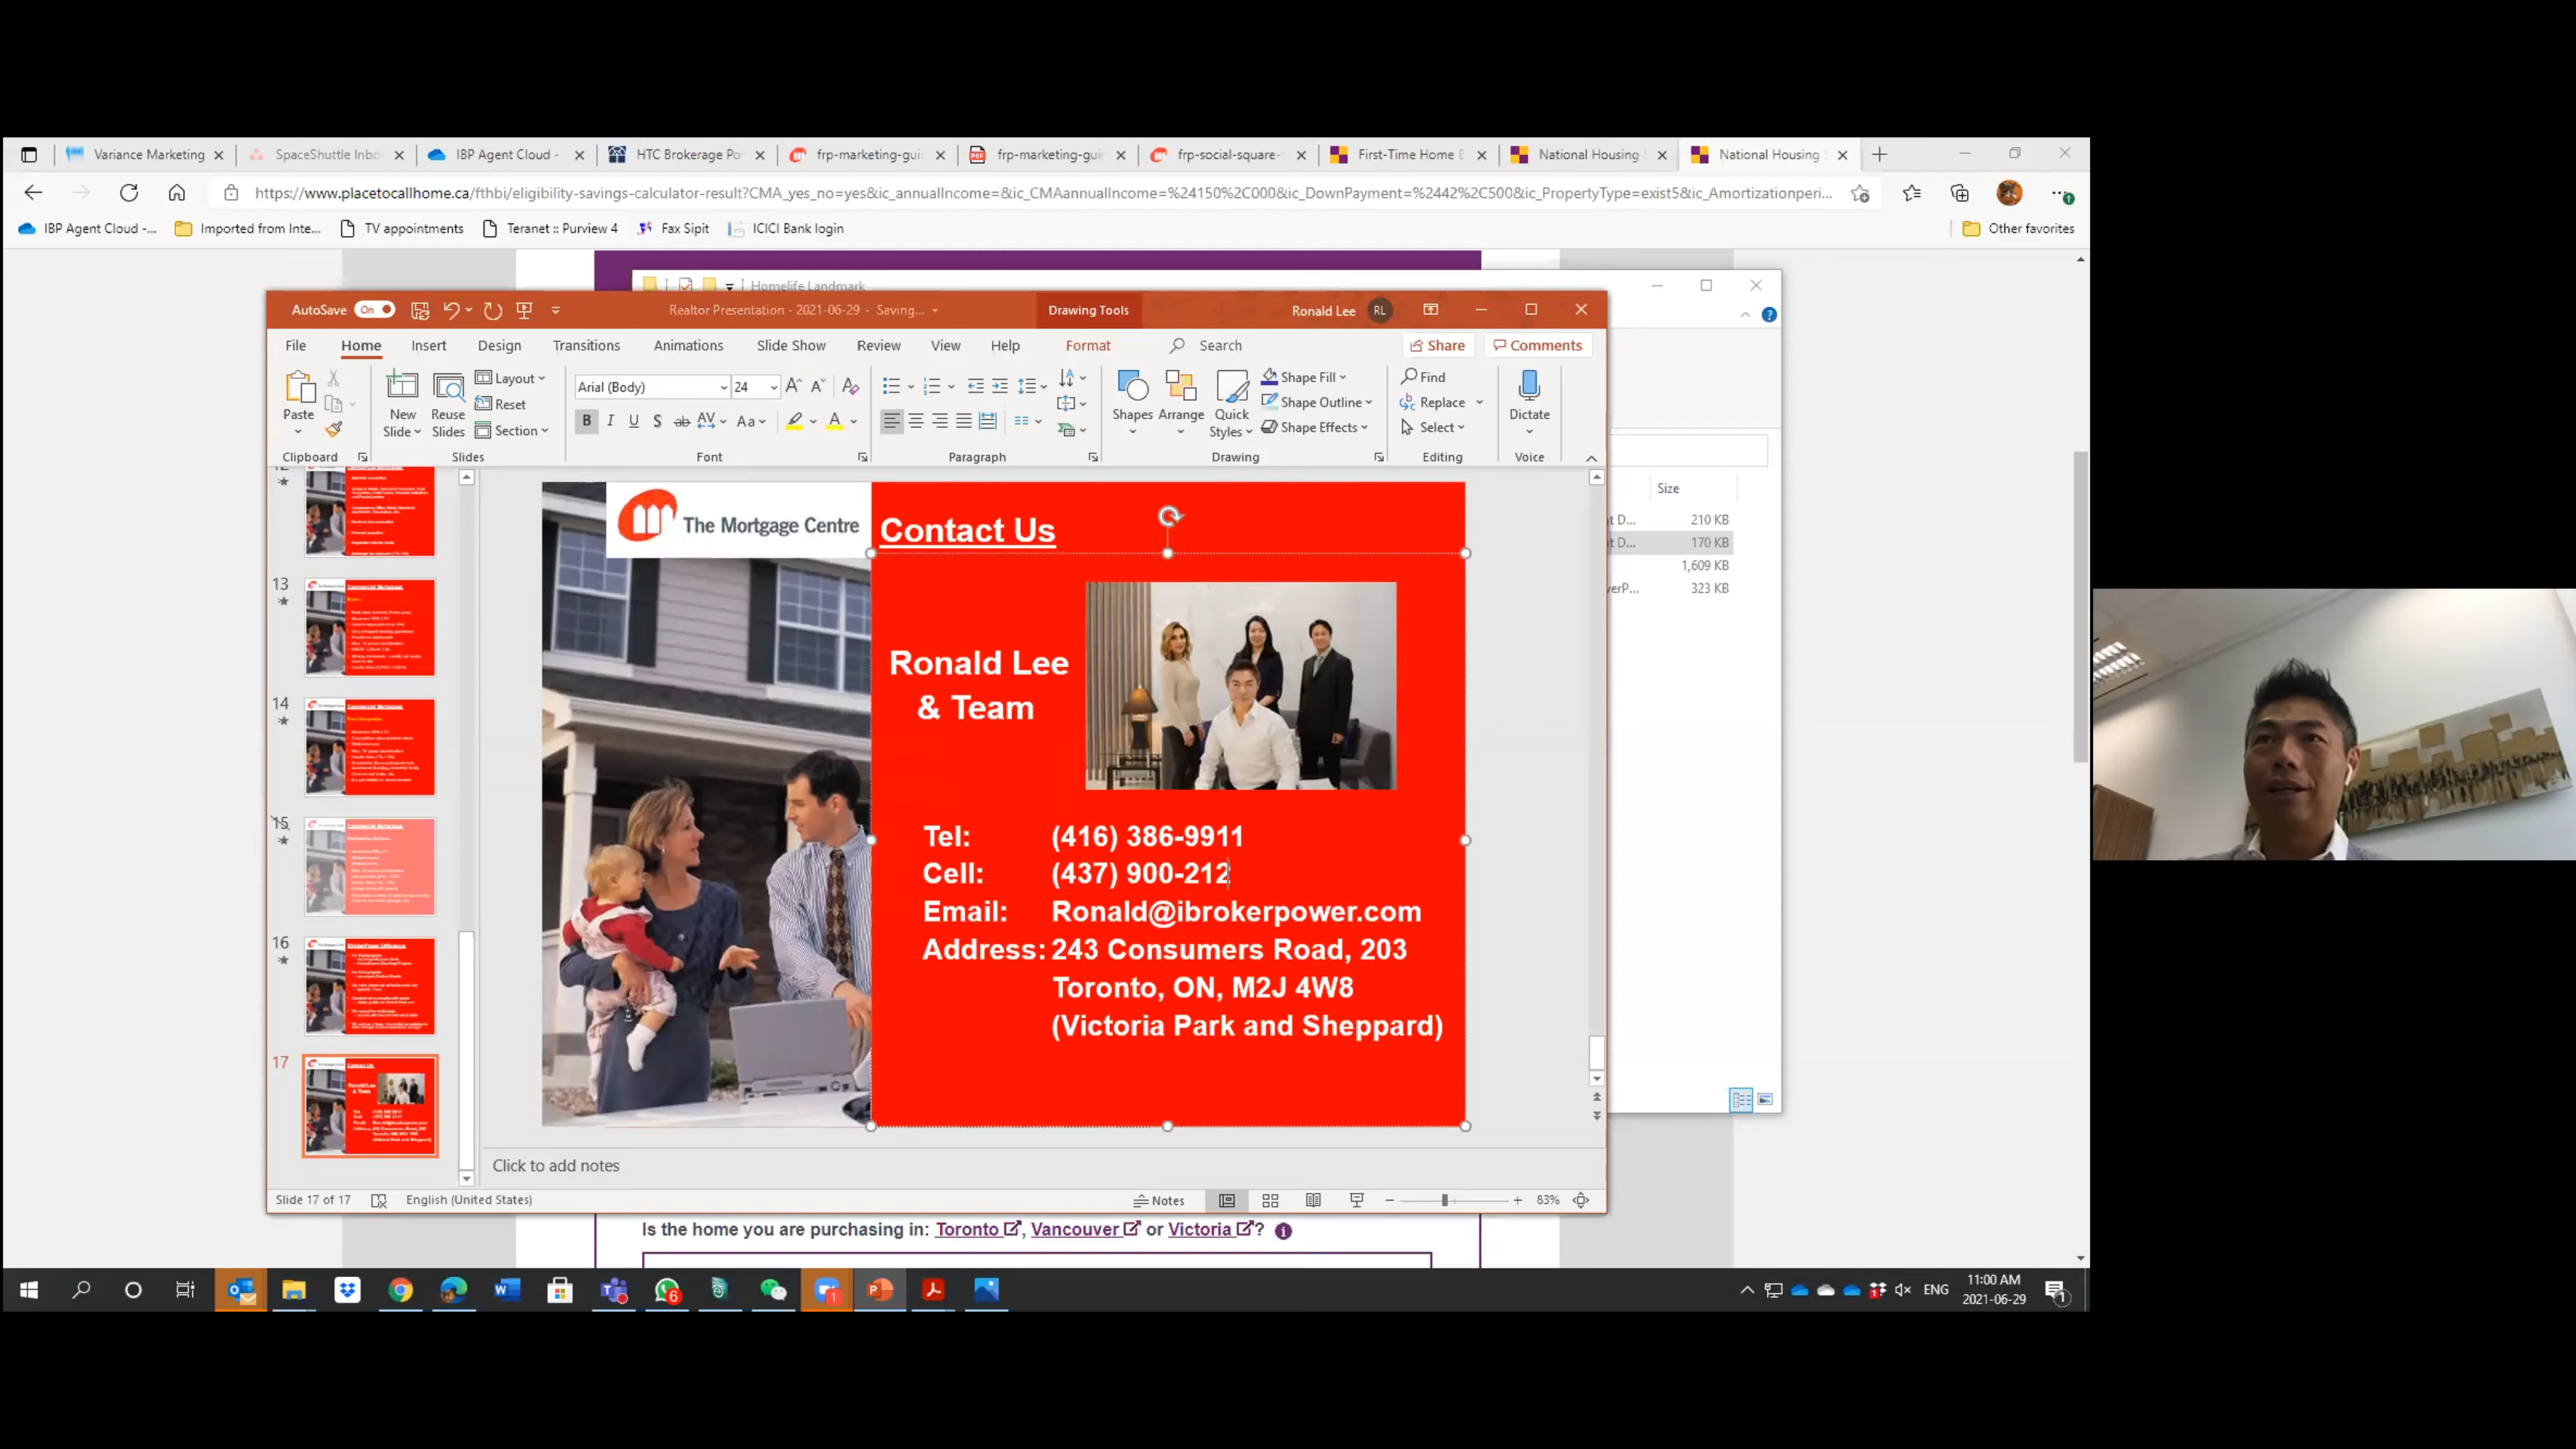 Variance Marketing
SpaceShuttle Inbo
IBP Agent Cloud -
HTC Brokerage Po
frp-marketing-gui
frp-marketing-gui
frp-social-square-
First-Time Home B
National Housing
National Housing
https://www.placetocallhome.ca/fthbi/eligibility-savings-calculator-result?CMA_yes_no=yes&ic_annualIncome=&ic_CMAannualIncome=%24150%2C000&ic_DownPayment=%2442%2C500&ic_PropertyType=exist5&ic_Amortizationperi...
IBP Agent Cloud -...
Imported from Inte...
TV appointments
Teranet :: Purview 4
Fax Sipit
ICICI Bank login
Other favorites
Homelife Landmark
AutoSave On
Realtor Presentation - 2021-06-29 - Saving...
Drawing Tools
Ronald Lee RL
File Home Insert Design Transitions Animations Slide Show Review View Help Format Search Share Comments
Paste
New Slide
Reuse Slides
Layout
Reset
Section
Arial (Body) 24
Shapes
Arrange
Quick Styles
Shape Fill
Shape Outline
Shape Effects
Find
Replace
Select
Dictate
Clipboard Slides Font Paragraph Drawing Editing Voice
Size
t D... 210 KB
t D... 170 KB
1,609 KB
verP... 323 KB
12
13
14
15
16
17
The Mortgage Centre
Contact Us
Ronald Lee
& Team
Tel: (416) 386-9911
Cell: (437) 900-212
Email: Ronald@ibrokerpower.com
Address: 243 Consumers Road, 203
Toronto, ON, M2J 4W8
(Victoria Park and Sheppard)
Click to add notes
Slide 17 of 17 English (United States) Notes 83%
Is the home you are purchasing in: Toronto, Vancouver or Victoria?
ENG
11:00 AM
2021-06-29